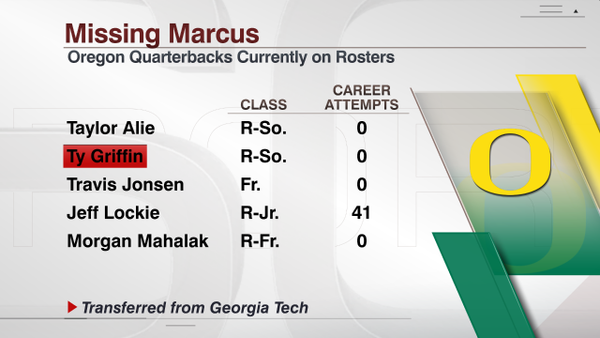 Missing Marcus
Oregon Quarterbacks Currently on Rosters
CLASS CAREER ATTEMPTS
Taylor Alie R-So. 0
Ty Griffin R-So. 0
Travis Jonsen Fr. 0
Jeff Lockie R-Jr. 41
Morgan Mahalak R-Fr. 0
Transferred from Georgia Tech
O